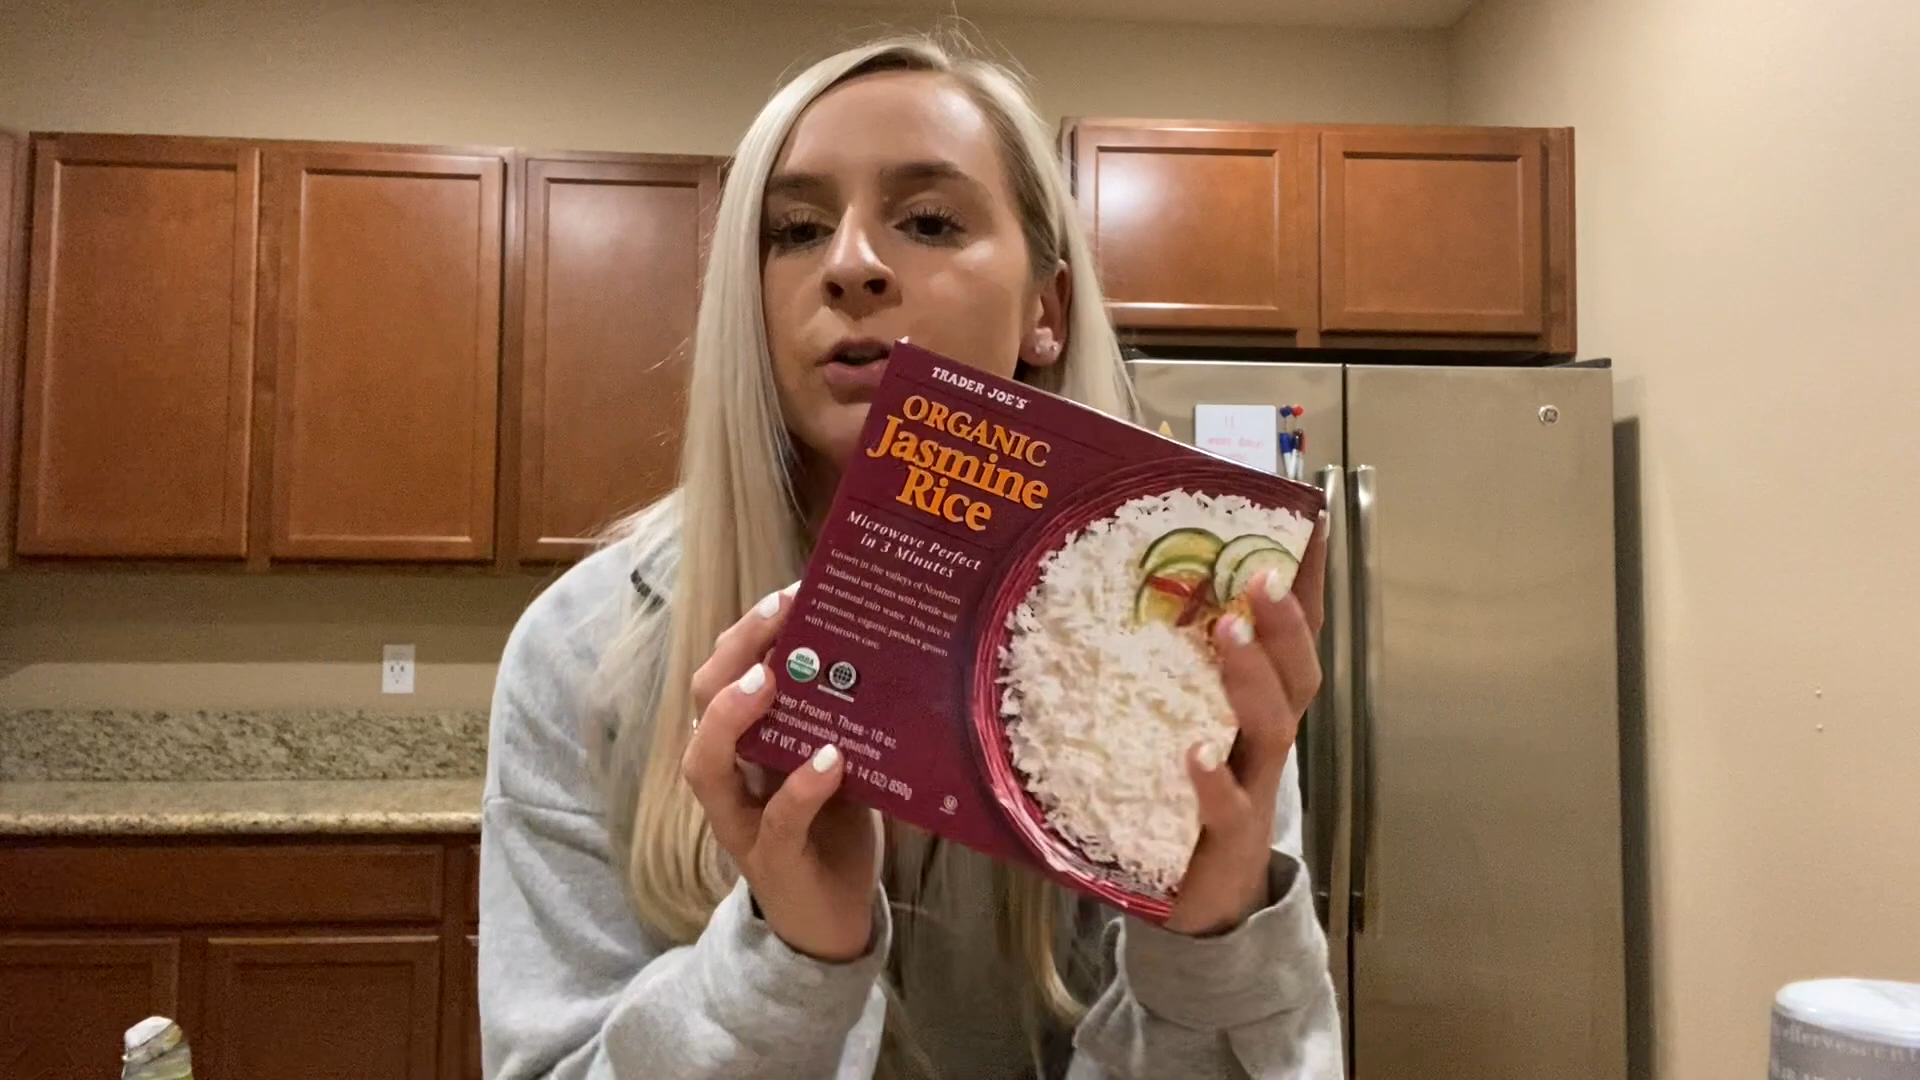 TRADER JOE'S
ORGANIC
Jasmine
Rice
Microwave Perfect
in 3 Minutes
Grown in the valleys of Northern
Thailand on farms with fertile soil
and natural rain water. This rice is
a premium, organic product grown
with intensive care.
USDA
ORGANIC
Keep Frozen. Three-10 oz.
microwaveable pouches
NET WT. 30 14 OZ) 850g